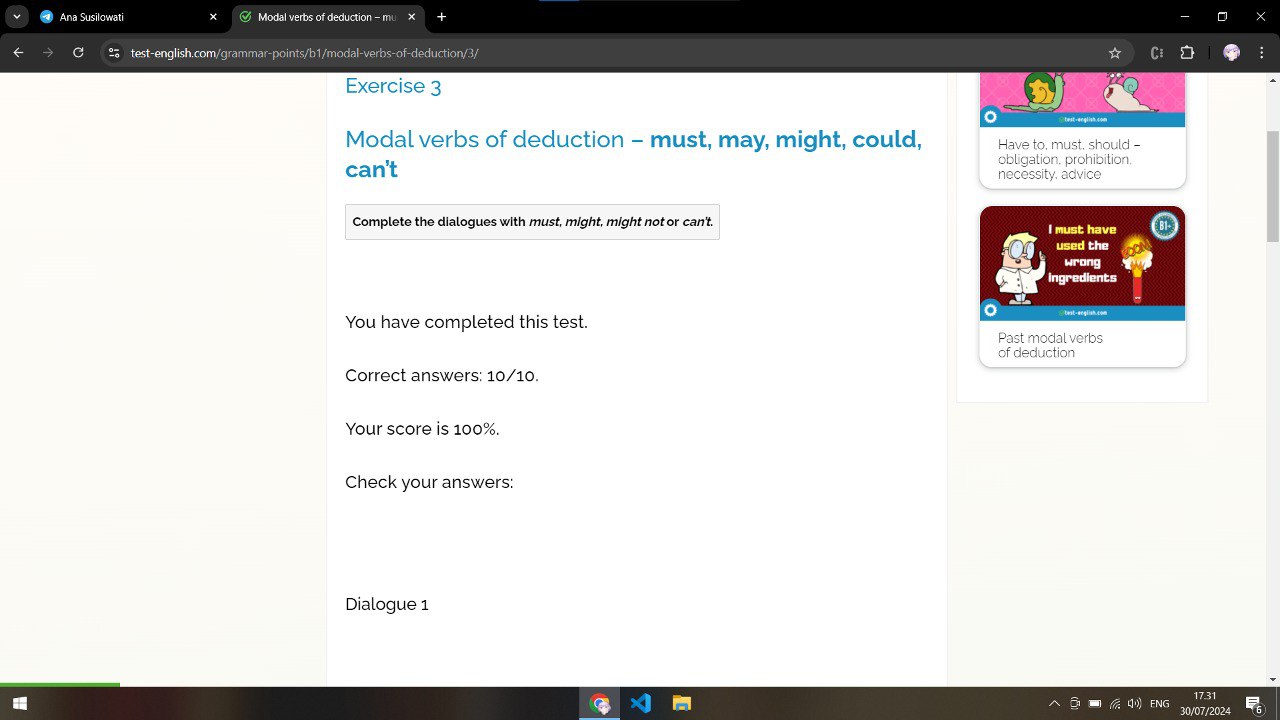 Ana Susilowati
Modal verbs of deduction – mu
test-english.com/grammar-points/b1/modal-verbs-of-deduction/3/
Exercise 3
Modal verbs of deduction – must, may, might, could,
can't
Complete the dialogues with must, might, might not or can't.
You have completed this test.
Correct answers: 10/10.
Your score is 100%.
Check your answers:
Dialogue 1
test-english.com
Have to, must, should –
obligation, prohibition,
necessity, advice
B1+
I must have
used the
wrong
ingredients
BOOM
test-english.com
Past modal verbs
of deduction
ENG
17.31
30/07/2024
6